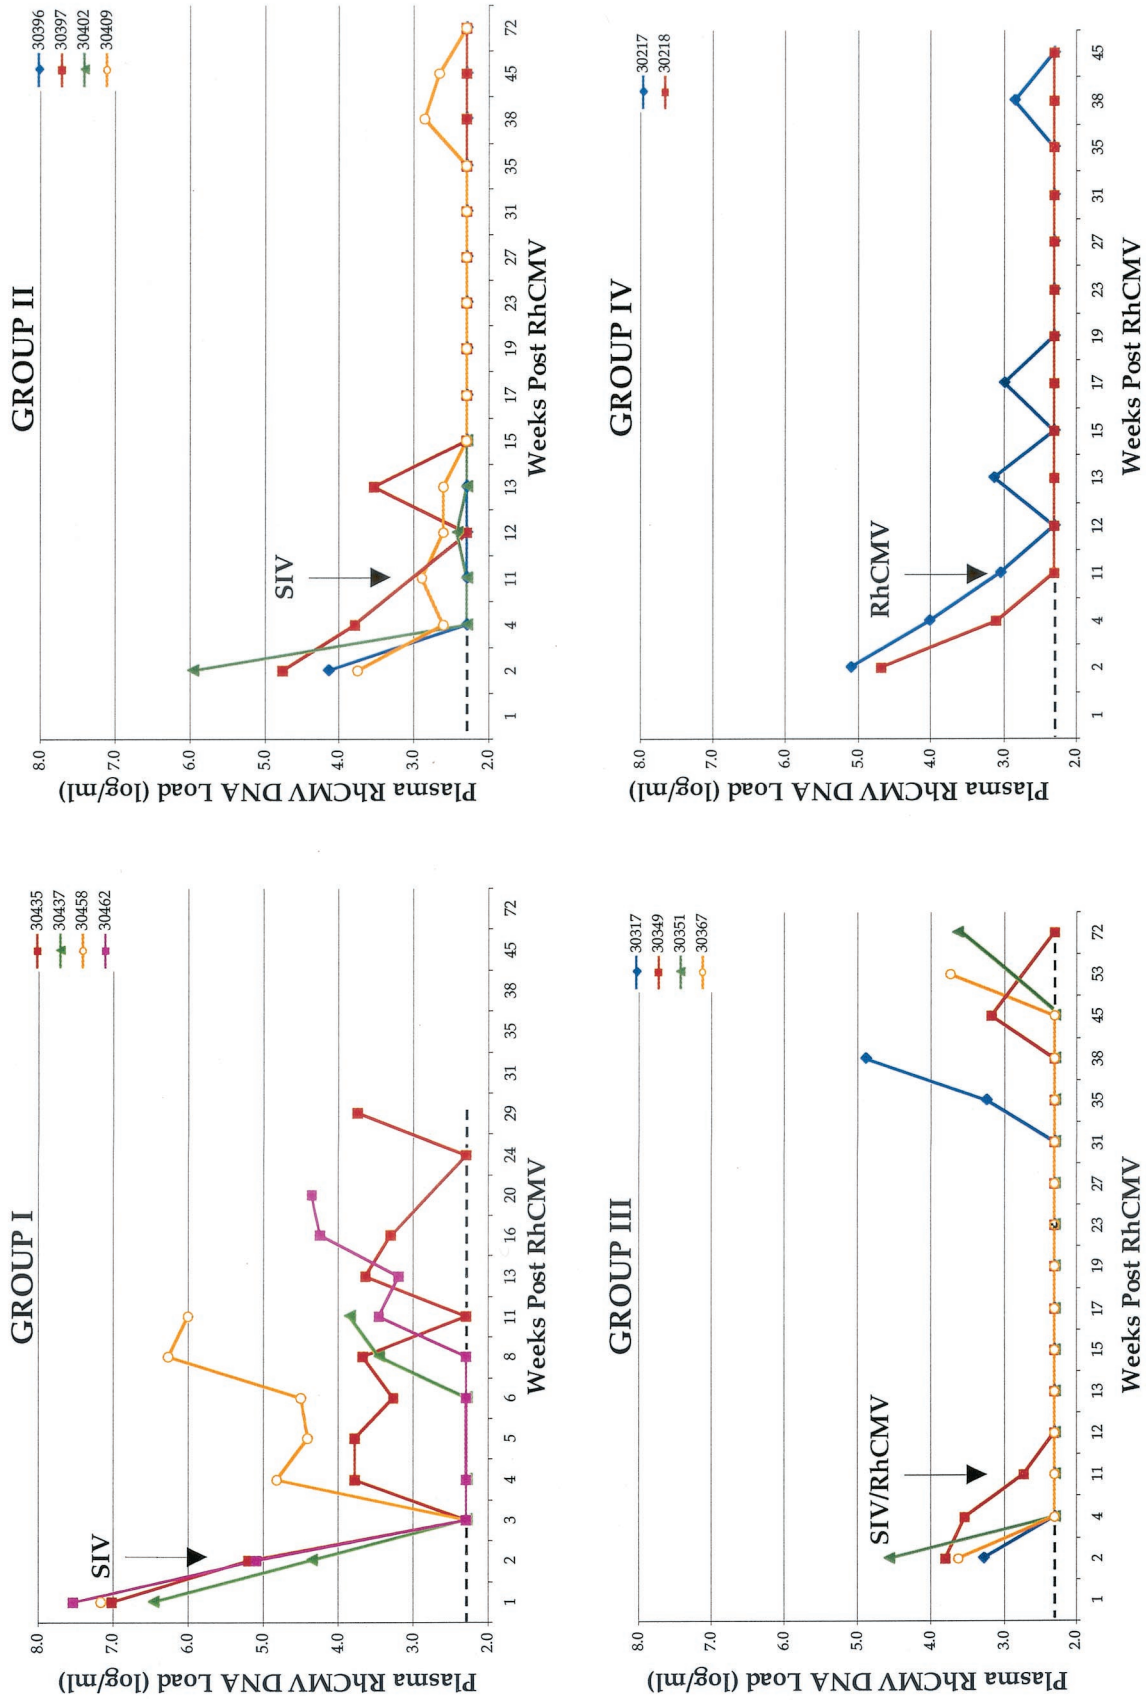 GROUP I
30435
30437
30458
30462
SIV
8.0
7.0
6.0
5.0
4.0
3.0
2.0
Plasma RhCMV DNA Load (log/ml)
1 2 3 4 5 6 8 11 13 16 20 24 29 31 35 38 45 72
Weeks Post RhCMV
GROUP II
30396
30397
30402
30409
SIV
8.0
7.0
6.0
5.0
4.0
3.0
2.0
Plasma RhCMV DNA Load (log/ml)
1 2 4 11 12 13 15 17 19 23 27 31 35 38 45 72
Weeks Post RhCMV
GROUP III
30317
30349
30351
30367
SIV/RhCMV
8.0
7.0
6.0
5.0
4.0
3.0
2.0
Plasma RhCMV DNA Load (log/ml)
1 2 4 11 12 13 15 17 19 23 27 31 35 38 45 53 72
Weeks Post RhCMV
GROUP IV
30217
30218
RhCMV
8.0
7.0
6.0
5.0
4.0
3.0
2.0
Plasma RhCMV DNA Load (log/ml)
1 2 4 11 12 13 15 17 19 23 27 31 35 38 45
Weeks Post RhCMV